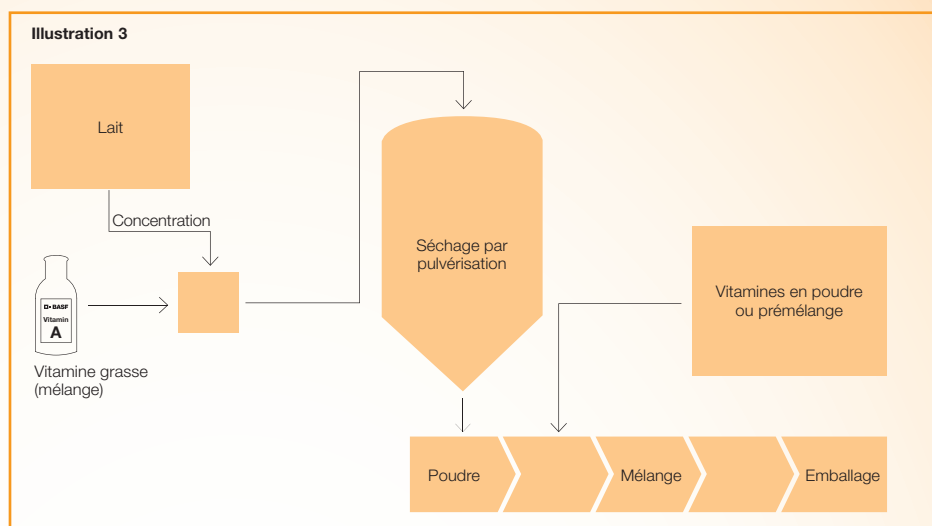 Illustration 3
Lait
Concentration
BASF
Vitamin
A
Vitamine grasse
(mélange)
Séchage par
pulvérisation
Vitamines en poudre
ou prémélange
Poudre
Mélange
Emballage